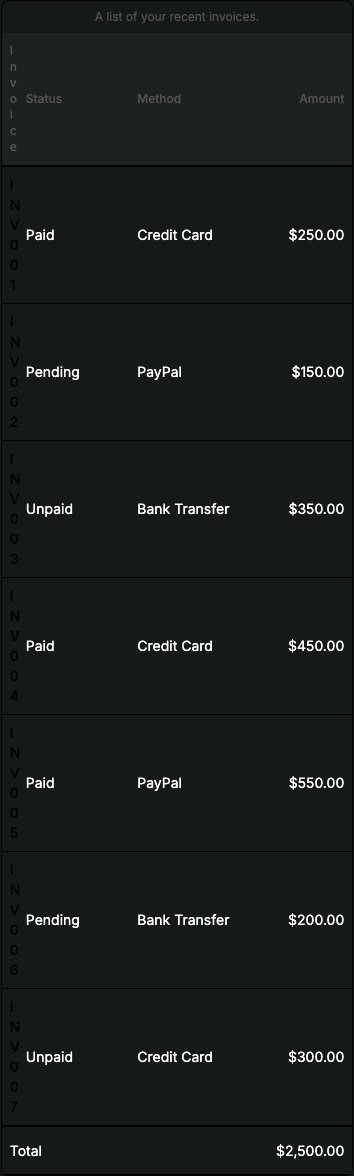 A list of your recent invoices.
Invoice Status Method Amount
INV001 Paid Credit Card $250.00
INV002 Pending PayPal $150.00
INV003 Unpaid Bank Transfer $350.00
INV004 Paid Credit Card $450.00
INV005 Paid PayPal $550.00
INV006 Pending Bank Transfer $200.00
INV007 Unpaid Credit Card $300.00
Total $2,500.00